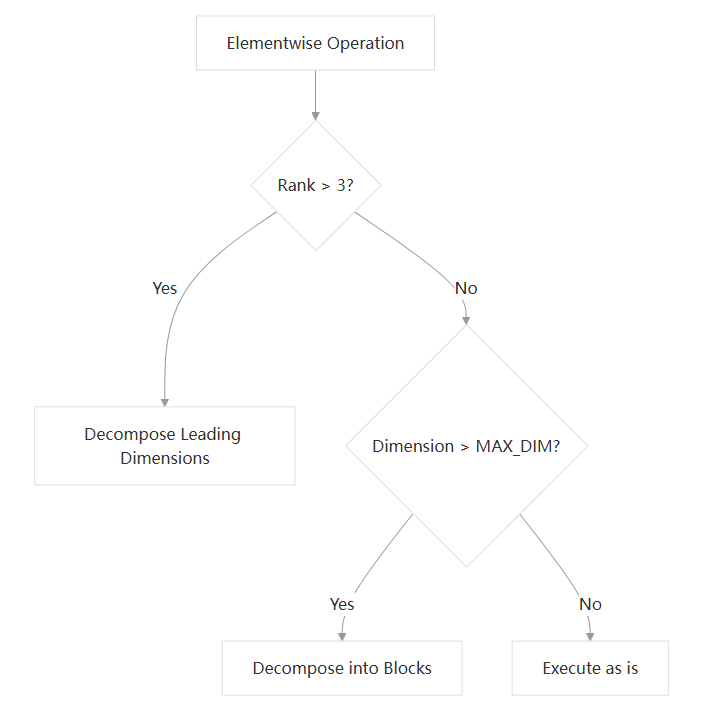 Elementwise Operation
Rank > 3?
Yes
No
Decompose Leading
Dimensions
Dimension > MAX_DIM?
Yes
No
Decompose into Blocks
Execute as is